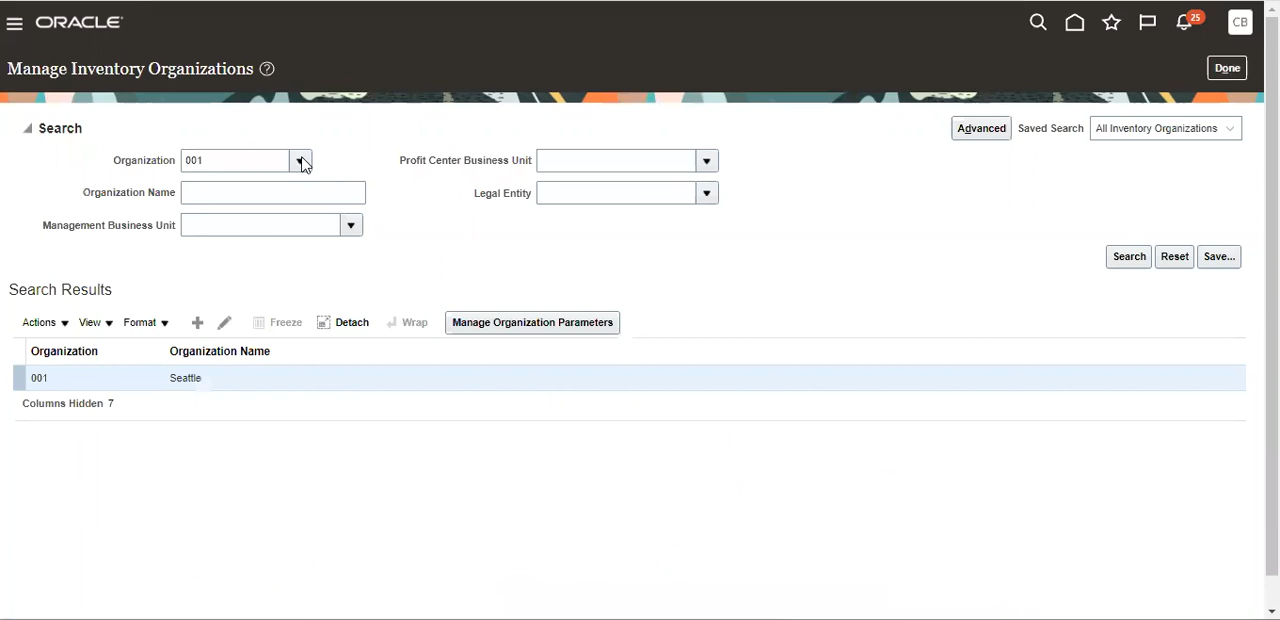 ORACLE
25
CB
Manage Inventory Organizations
Done
Search
Advanced Saved Search All Inventory Organizations
Organization 001 Profit Center Business Unit
Organization Name Legal Entity
Management Business Unit
Search Reset Save...
Search Results
Actions View Format Freeze Detach Wrap Manage Organization Parameters
Organization Organization Name
001 Seattle
Columns Hidden 7